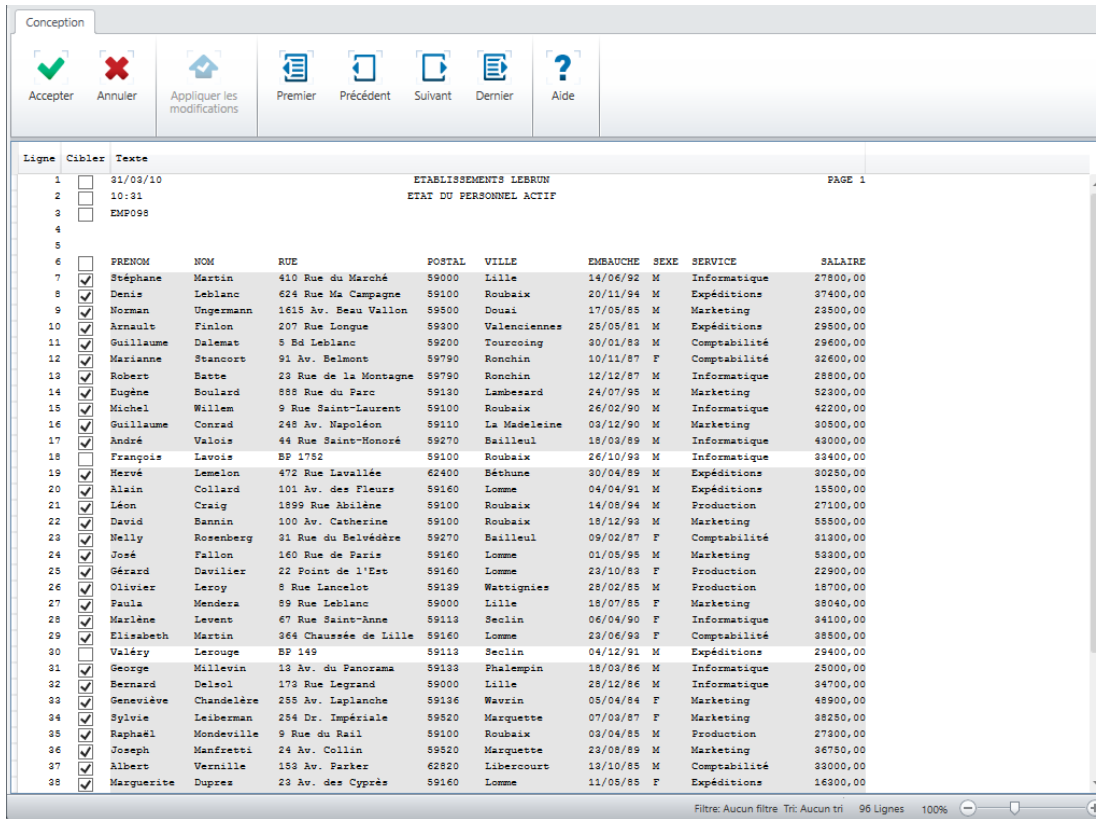 Conception
Accepter Annuler Appliquer les modifications Premier Précédent Suivant Dernier Aide
Ligne Cibler Texte
1 31/03/10 ETABLISSEMENTS LEBRUN PAGE 1
2 10:31 ETAT DU PERSONNEL ACTIF
3 EMP098
4
5
6 PRENOM NOM RUE POSTAL VILLE EMBAUCHE SEXE SERVICE SALAIRE
7 Stéphane Martin 410 Rue du Marché 59000 Lille 14/06/92 M Informatique 27800,00
8 Denis Leblanc 624 Rue Ma Campagne 59100 Roubaix 20/11/94 M Expéditions 37400,00
9 Norman Ungermann 1615 Av. Beau Vallon 59500 Douai 17/05/85 M Marketing 23500,00
10 Arnault Finlon 207 Rue Longue 59300 Valenciennes 25/05/81 M Expéditions 29500,00
11 Guillaume Dalemat 5 Bd Leblanc 59200 Tourcoing 30/01/83 M Comptabilité 29600,00
12 Marianne Stancort 91 Av. Belmont 59790 Ronchin 10/11/87 F Comptabilité 32600,00
13 Robert Batte 23 Rue de la Montagne 59790 Ronchin 12/12/87 M Informatique 28800,00
14 Eugène Boulard 888 Rue du Parc 59130 Lambesard 24/07/95 M Marketing 52300,00
15 Michel Willem 9 Rue Saint-Laurent 59100 Roubaix 26/02/90 M Informatique 42200,00
16 Guillaume Conrad 248 Av. Napoléon 59110 La Madeleine 03/12/90 M Marketing 30500,00
17 André Valois 44 Rue Saint-Honoré 59270 Bailleul 18/03/89 M Informatique 43000,00
18 François Lavois BP 1752 59100 Roubaix 26/10/93 M Informatique 33400,00
19 Hervé Lemelon 472 Rue Lavallée 62400 Béthune 30/04/89 M Expéditions 30250,00
20 Alain Collard 101 Av. des Fleurs 59160 Lomme 04/04/91 M Expéditions 15500,00
21 Léon Craig 1899 Rue Abilène 59100 Roubaix 14/08/94 M Production 27100,00
22 David Bannin 100 Av. Catherine 59100 Roubaix 18/12/93 M Marketing 55500,00
23 Nelly Rosenberg 31 Rue du Belvédère 59270 Bailleul 09/02/87 F Comptabilité 31300,00
24 José Fallon 160 Rue de Paris 59160 Lomme 01/05/95 M Marketing 53300,00
25 Gérard Davilier 22 Point de l'Est 59160 Lomme 23/10/83 F Production 22900,00
26 Olivier Leroy 8 Rue Lancelot 59139 Wattignies 28/02/85 M Production 18700,00
27 Paula Mendera 89 Rue Leblanc 59000 Lille 18/07/85 F Marketing 38040,00
28 Marlène Levent 67 Rue Saint-Anne 59113 Seclin 06/04/90 F Informatique 34100,00
29 Elisabeth Martin 364 Chaussée de Lille 59160 Lomme 23/06/93 F Comptabilité 38500,00
30 Valéry Lerouge BP 149 59113 Seclin 04/12/91 M Expéditions 29400,00
31 George Millevin 13 Av. du Panorama 59133 Phalempin 18/03/86 M Informatique 25000,00
32 Bernard Delsol 173 Rue Legrand 59000 Lille 28/12/86 M Informatique 34700,00
33 Geneviève Chandelère 255 Av. Laplanche 59136 Wavrin 05/04/84 F Marketing 48900,00
34 Sylvie Leiberman 254 Dr. Impériale 59520 Marquette 07/03/87 F Marketing 38250,00
35 Raphaël Mondeville 9 Rue du Rail 59100 Roubaix 03/04/85 M Production 27300,00
36 Joseph Manfretti 24 Av. Collin 59520 Marquette 23/08/89 M Marketing 36750,00
37 Albert Vernille 153 Av. Parker 62820 Libercourt 13/10/85 M Comptabilité 33000,00
38 Marguerite Duprez 23 Av. des Cyprès 59160 Lomme 11/05/85 F Expéditions 16300,00
Filtre: Aucun filtre Tri: Aucun tri 96 Lignes 100%